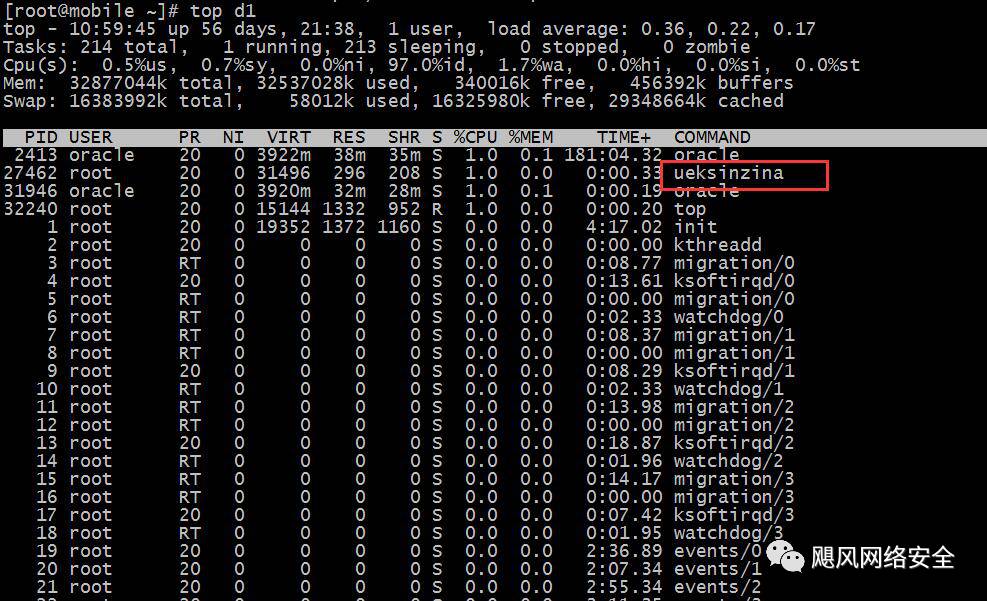 [root@mobile ~]# top d1
top - 10:59:45 up 56 days, 21:38,  1 user,  load average: 0.36, 0.22, 0.17
Tasks: 214 total,   1 running, 213 sleeping,   0 stopped,   0 zombie
Cpu(s):  0.5%us,  0.7%sy,  0.0%ni, 97.0%id,  1.7%wa,  0.0%hi,  0.0%si,  0.0%st
Mem:  32877044k total, 32537028k used,   340016k free,   456392k buffers
Swap: 16383992k total,    58012k used, 16325980k free, 29348664k cached
PID USER PR NI VIRT RES SHR S %CPU %MEM TIME+ COMMAND
2413 oracle 20 0 3922m 38m 35m S 1.0 0.1 181:04.32 oracle
27462 root 20 0 31496 296 208 S 1.0 0.0 0:00.33 ueksinzina
31946 oracle 20 0 3920m 32m 28m S 1.0 0.1 0:00.19 oracle
32240 root 20 0 15144 1332 952 R 1.0 0.0 0:00.20 top
1 root 20 0 19352 1372 1160 S 0.0 0.0 4:17.02 init
2 root 20 0 0 0 0 S 0.0 0.0 0:00.00 kthreadd
3 root RT 0 0 0 0 S 0.0 0.0 0:08.77 migration/0
4 root 20 0 0 0 0 S 0.0 0.0 0:13.61 ksoftirqd/0
5 root RT 0 0 0 0 S 0.0 0.0 0:00.00 migration/0
6 root RT 0 0 0 0 S 0.0 0.0 0:02.33 watchdog/0
7 root RT 0 0 0 0 S 0.0 0.0 0:08.37 migration/1
8 root RT 0 0 0 0 S 0.0 0.0 0:00.00 migration/1
9 root 20 0 0 0 0 S 0.0 0.0 0:08.29 ksoftirqd/1
10 root RT 0 0 0 0 S 0.0 0.0 0:02.33 watchdog/1
11 root RT 0 0 0 0 S 0.0 0.0 0:13.98 migration/2
12 root RT 0 0 0 0 S 0.0 0.0 0:00.00 migration/2
13 root 20 0 0 0 0 S 0.0 0.0 0:18.87 ksoftirqd/2
14 root RT 0 0 0 0 S 0.0 0.0 0:01.96 watchdog/2
15 root RT 0 0 0 0 S 0.0 0.0 0:14.17 migration/3
16 root RT 0 0 0 0 S 0.0 0.0 0:00.00 migration/3
17 root 20 0 0 0 0 S 0.0 0.0 0:07.42 ksoftirqd/3
18 root RT 0 0 0 0 S 0.0 0.0 0:01.95 watchdog/3
19 root 20 0 0 0 0 S 0.0 0.0 2:36.89 events/0
20 root 20 0 0 0 0 S 0.0 0.0 2:07.34 events/1
21 root 20 0 0 0 0 S 0.0 0.0 2:55.34 events/2
飓风网络安全